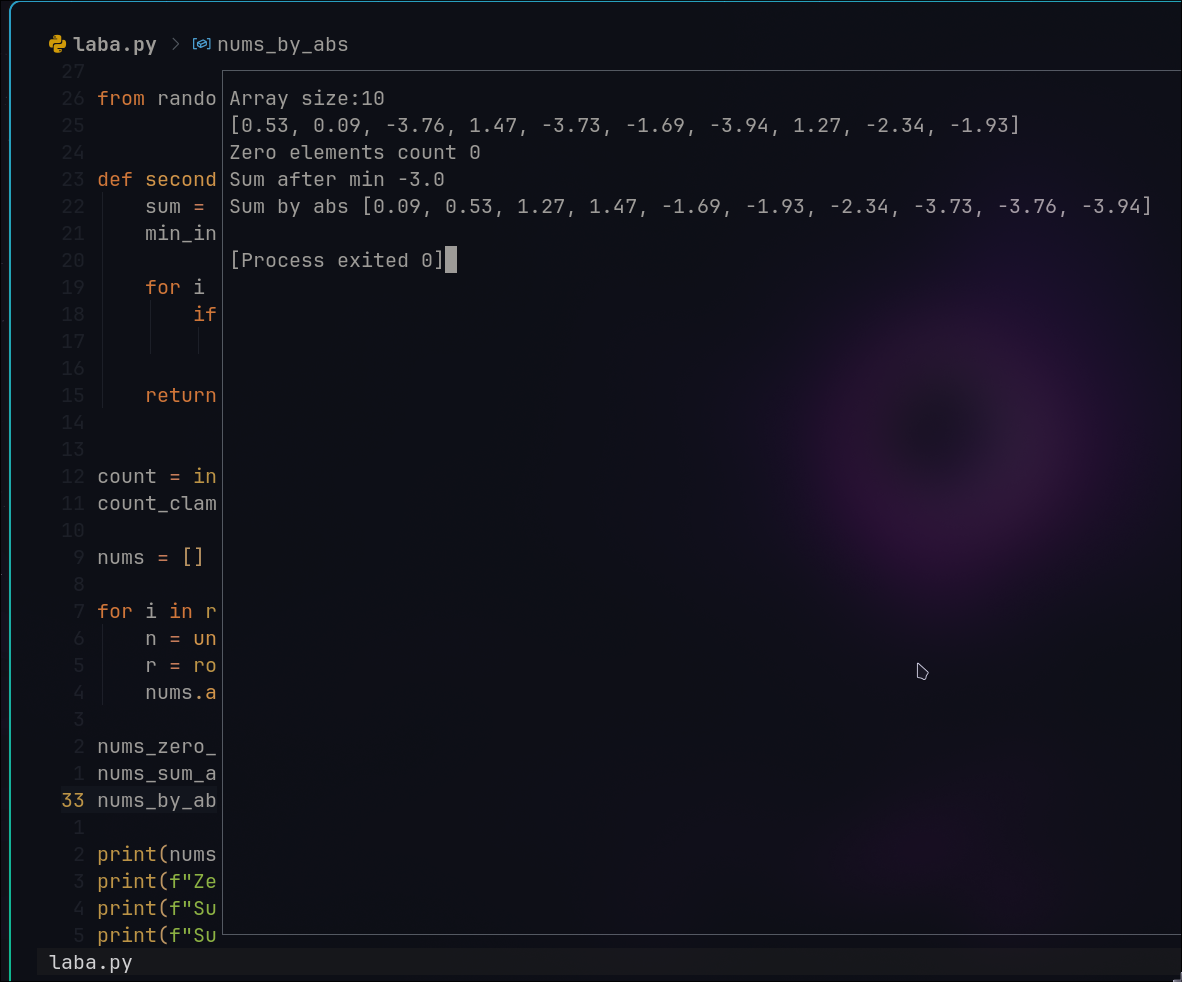 laba.py > nums_by_abs
27
26 from rando
25
24
23 def second
22 sum =
21 min_in
20
19 for i
18 if
17
16
15 return
14
13
12 count = in
11 count_clam
10
9 nums = []
8
7 for i in r
6 n = un
5 r = ro
4 nums.a
3
2 nums_zero_
1 nums_sum_a
33 nums_by_ab
1
2 print(nums
3 print(f"Ze
4 print(f"Su
5 print(f"Su
Array size:10
[0.53, 0.09, -3.76, 1.47, -3.73, -1.69, -3.94, 1.27, -2.34, -1.93]
Zero elements count 0
Sum after min -3.0
Sum by abs [0.09, 0.53, 1.27, 1.47, -1.69, -1.93, -2.34, -3.73, -3.76, -3.94]
[Process exited 0]
laba.py